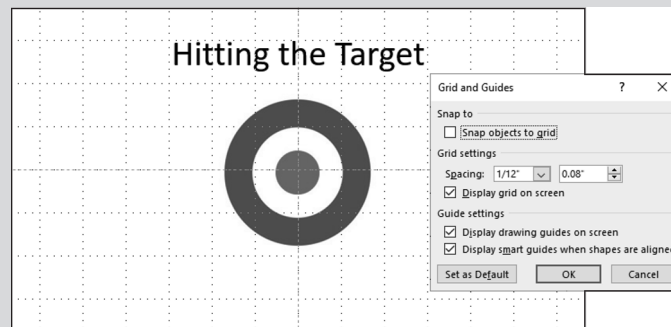 Hitting the Target
Grid and Guides ? ×
Snap to
Snap objects to grid
Grid settings
Spacing: 1/12" 0.08"
Display grid on screen
Guide settings
Display drawing guides on screen
Display smart guides when shapes are aligne
Set as Default OK Cancel